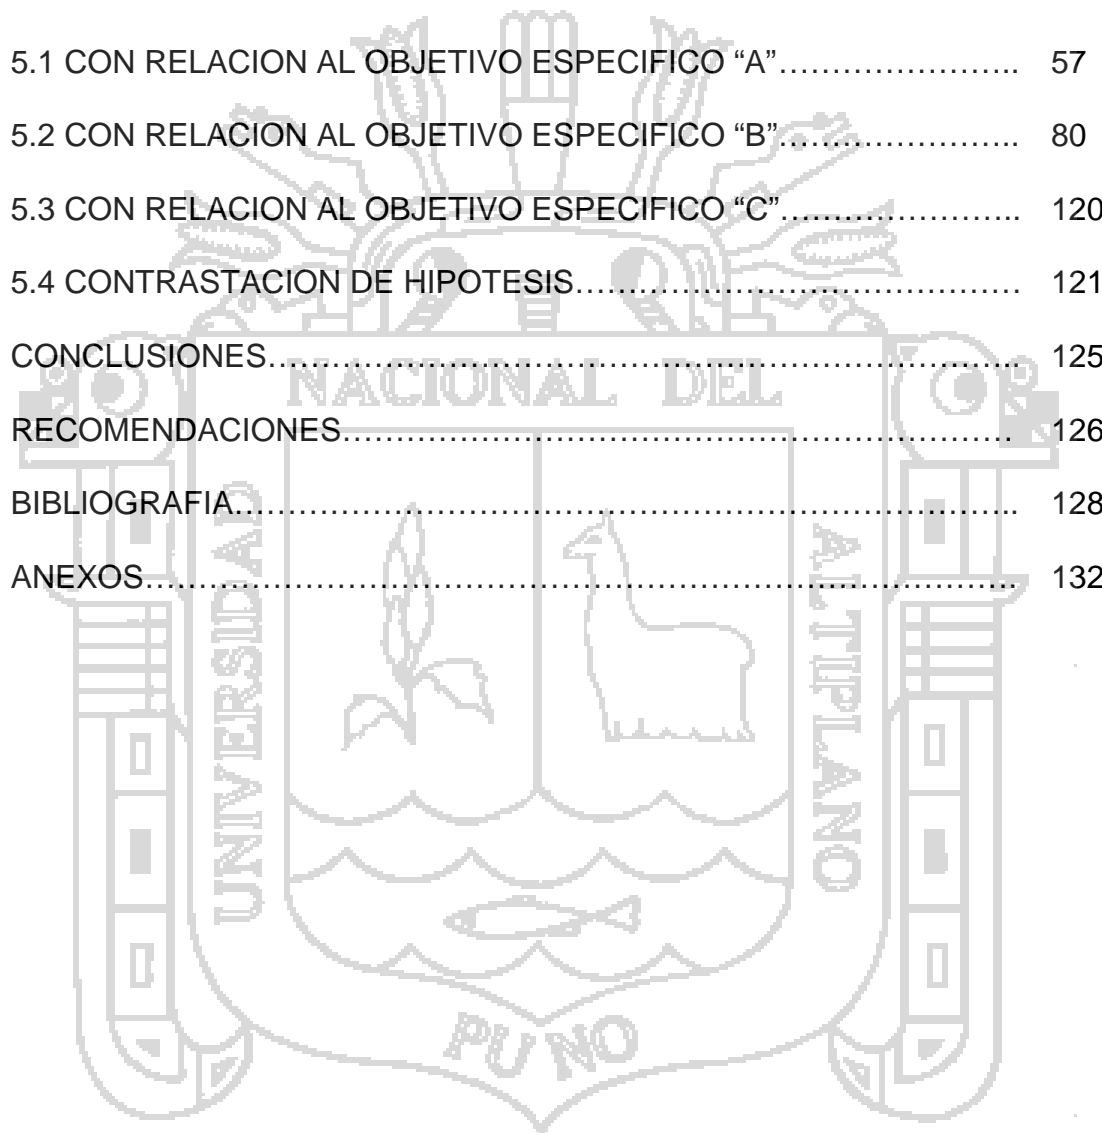 5.1 CON RELACION AL OBJETIVO ESPECIFICO “A”………………….. 57
5.2 CON RELACION AL OBJETIVO ESPECIFICO “B”………………….. 80
5.3 CON RELACION AL OBJETIVO ESPECIFICO “C”………………….. 120
5.4 CONTRASTACION DE HIPOTESIS…………………………………… 121
CONCLUSIONES…………………………………………………………….. 125
RECOMENDACIONES………………………………………………………. 126
BIBLIOGRAFIA……………………………………………………………….. 128
ANEXOS……………………………………………………………………….. 132
UNIVERSIDAD
NACIONAL DEL
ALTIPLANO
PUNO